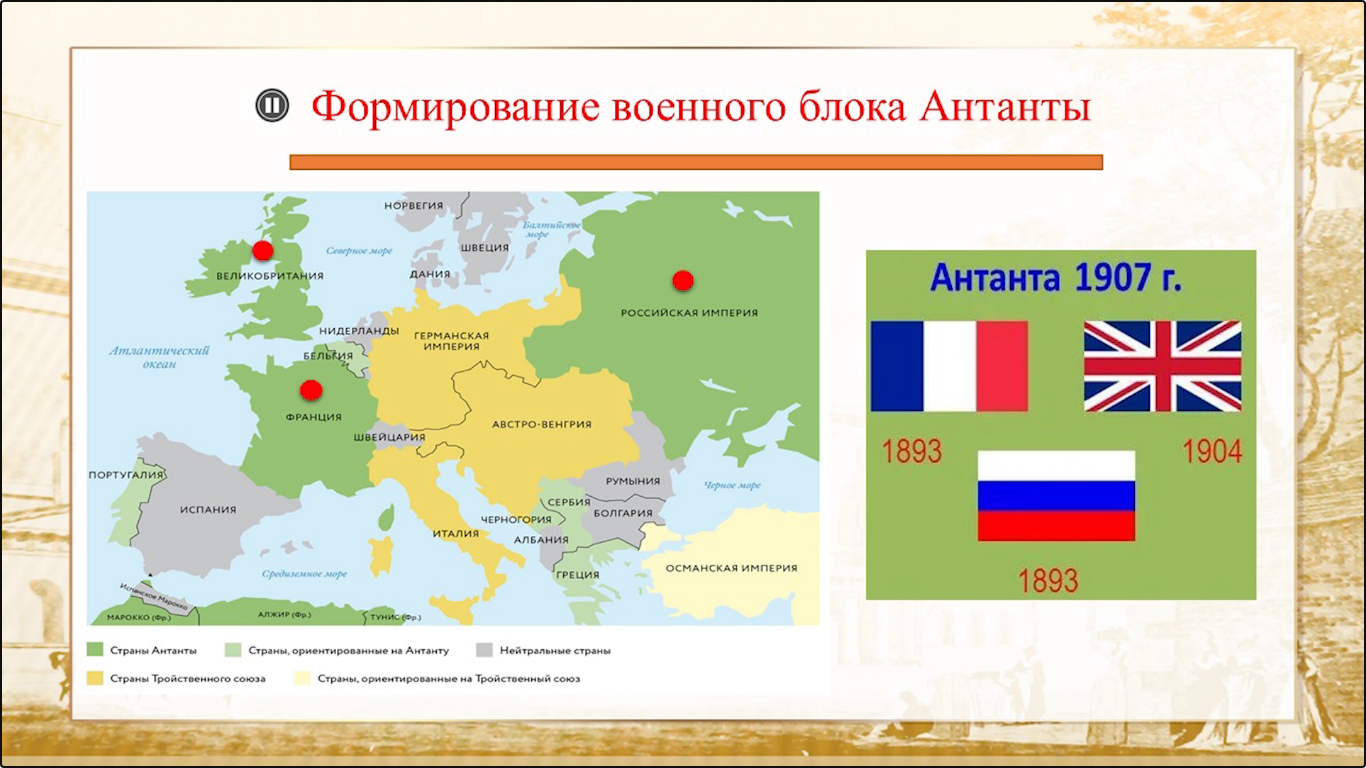 Формирование военного блока Антанты
НОРВЕГИЯ
Балтийское
море
Северное море
ШВЕЦИЯ
ДАНИЯ
ВЕЛИКОБРИТАНИЯ
РОССИЙСКАЯ ИМПЕРИЯ
НИДЕРЛАНДЫ
ГЕРМАНСКАЯ
ИМПЕРИЯ
Атлантический
океан
БЕЛЬГИЯ
ФРАНЦИЯ
АВСТРО-ВЕНГРИЯ
ШВЕЙЦАРИЯ
ПОРТУГАЛИЯ
РУМЫНИЯ
Черное море
ИСПАНИЯ
СЕРБИЯ
БОЛГАРИЯ
ЧЕРНОГОРИЯ
ИТАЛИЯ
АЛБАНИЯ
ОСМАНСКАЯ ИМПЕРИЯ
Средиземное море
ГРЕЦИЯ
Испанское Марокко
МАРОККО (Фр.)
АЛЖИР (Фр.)
ТУНИС (Фр.)
Страны Антанты
Страны, ориентированные на Антанту
Нейтральные страны
Страны Тройственного союза
Страны, ориентированные на Тройственный союз
Антанта 1907 г.
1893
1904
1893